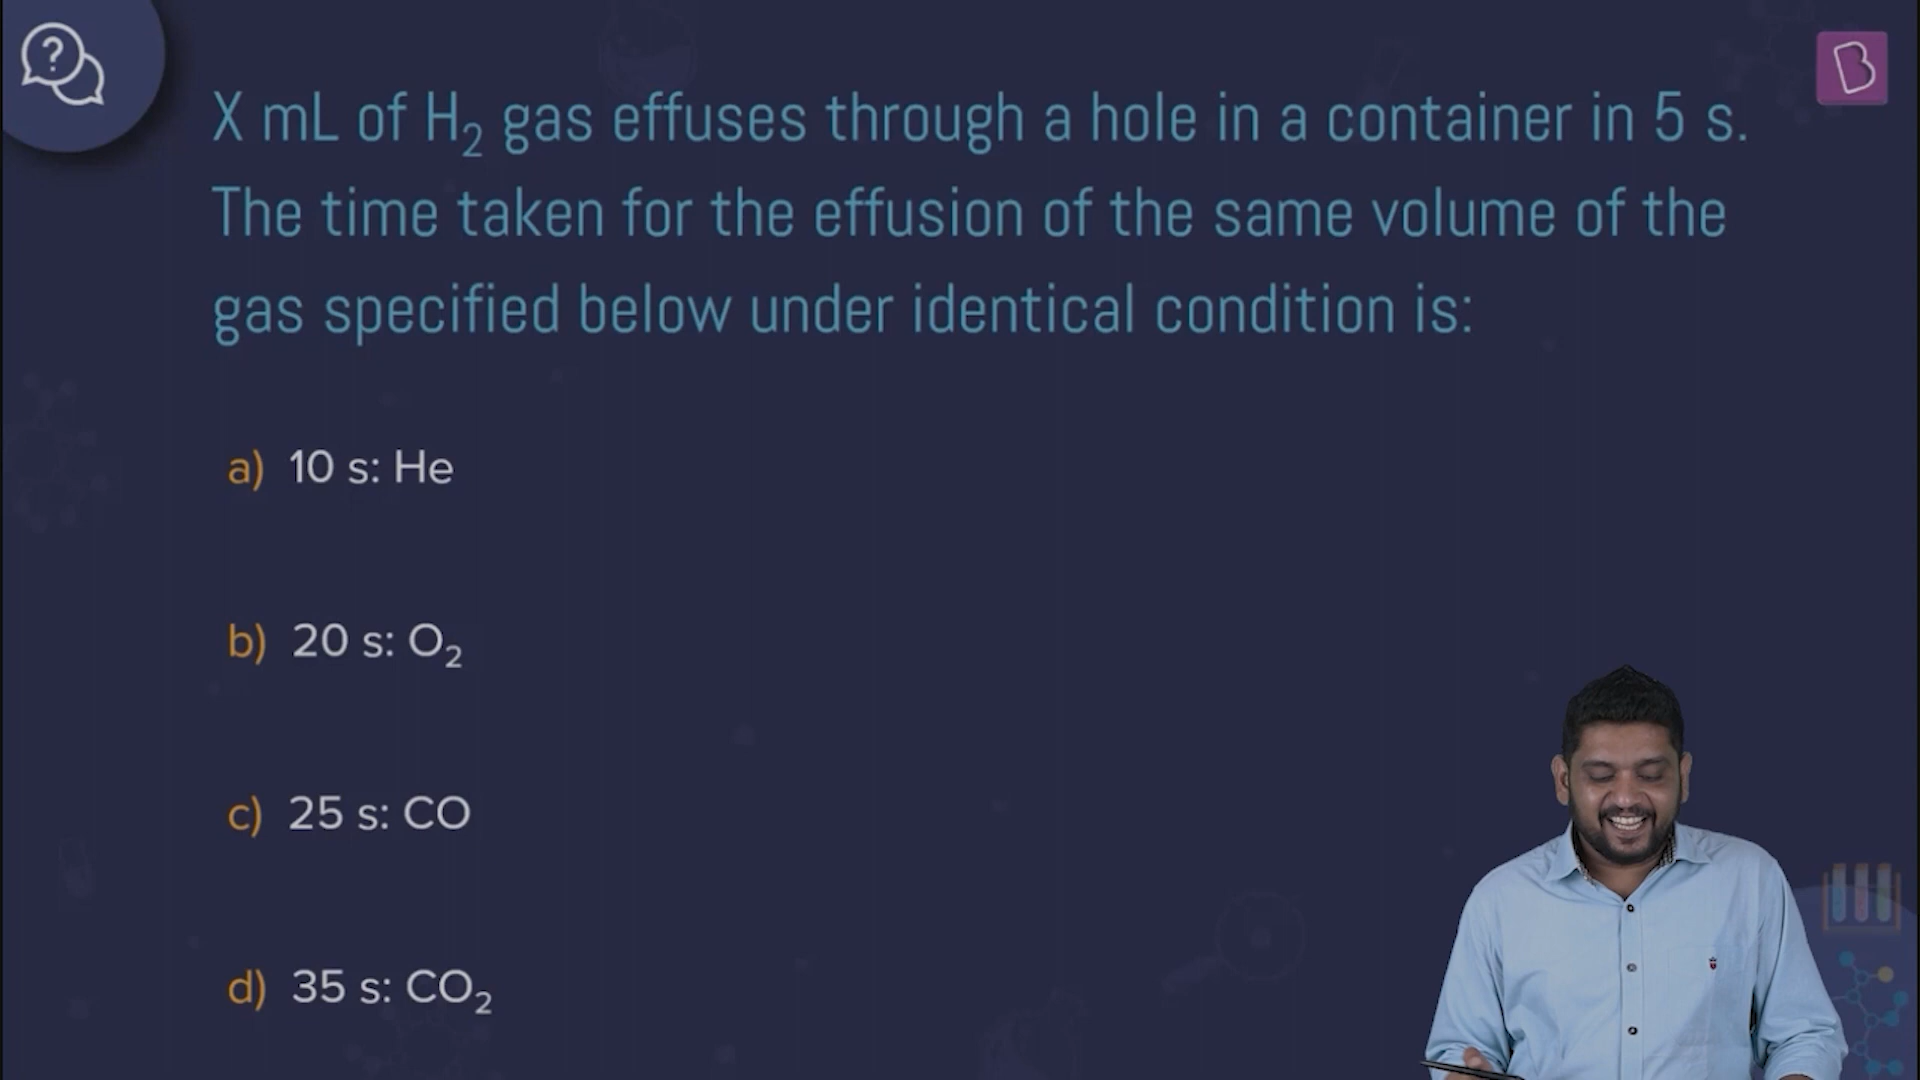 X mL of H₂ gas effuses through a hole in a container in 5 s.
The time taken for the effusion of the same volume of the
gas specified below under identical condition is:
a) 10 s: He
b) 20 s: O₂
c) 25 s: CO
d) 35 s: CO₂